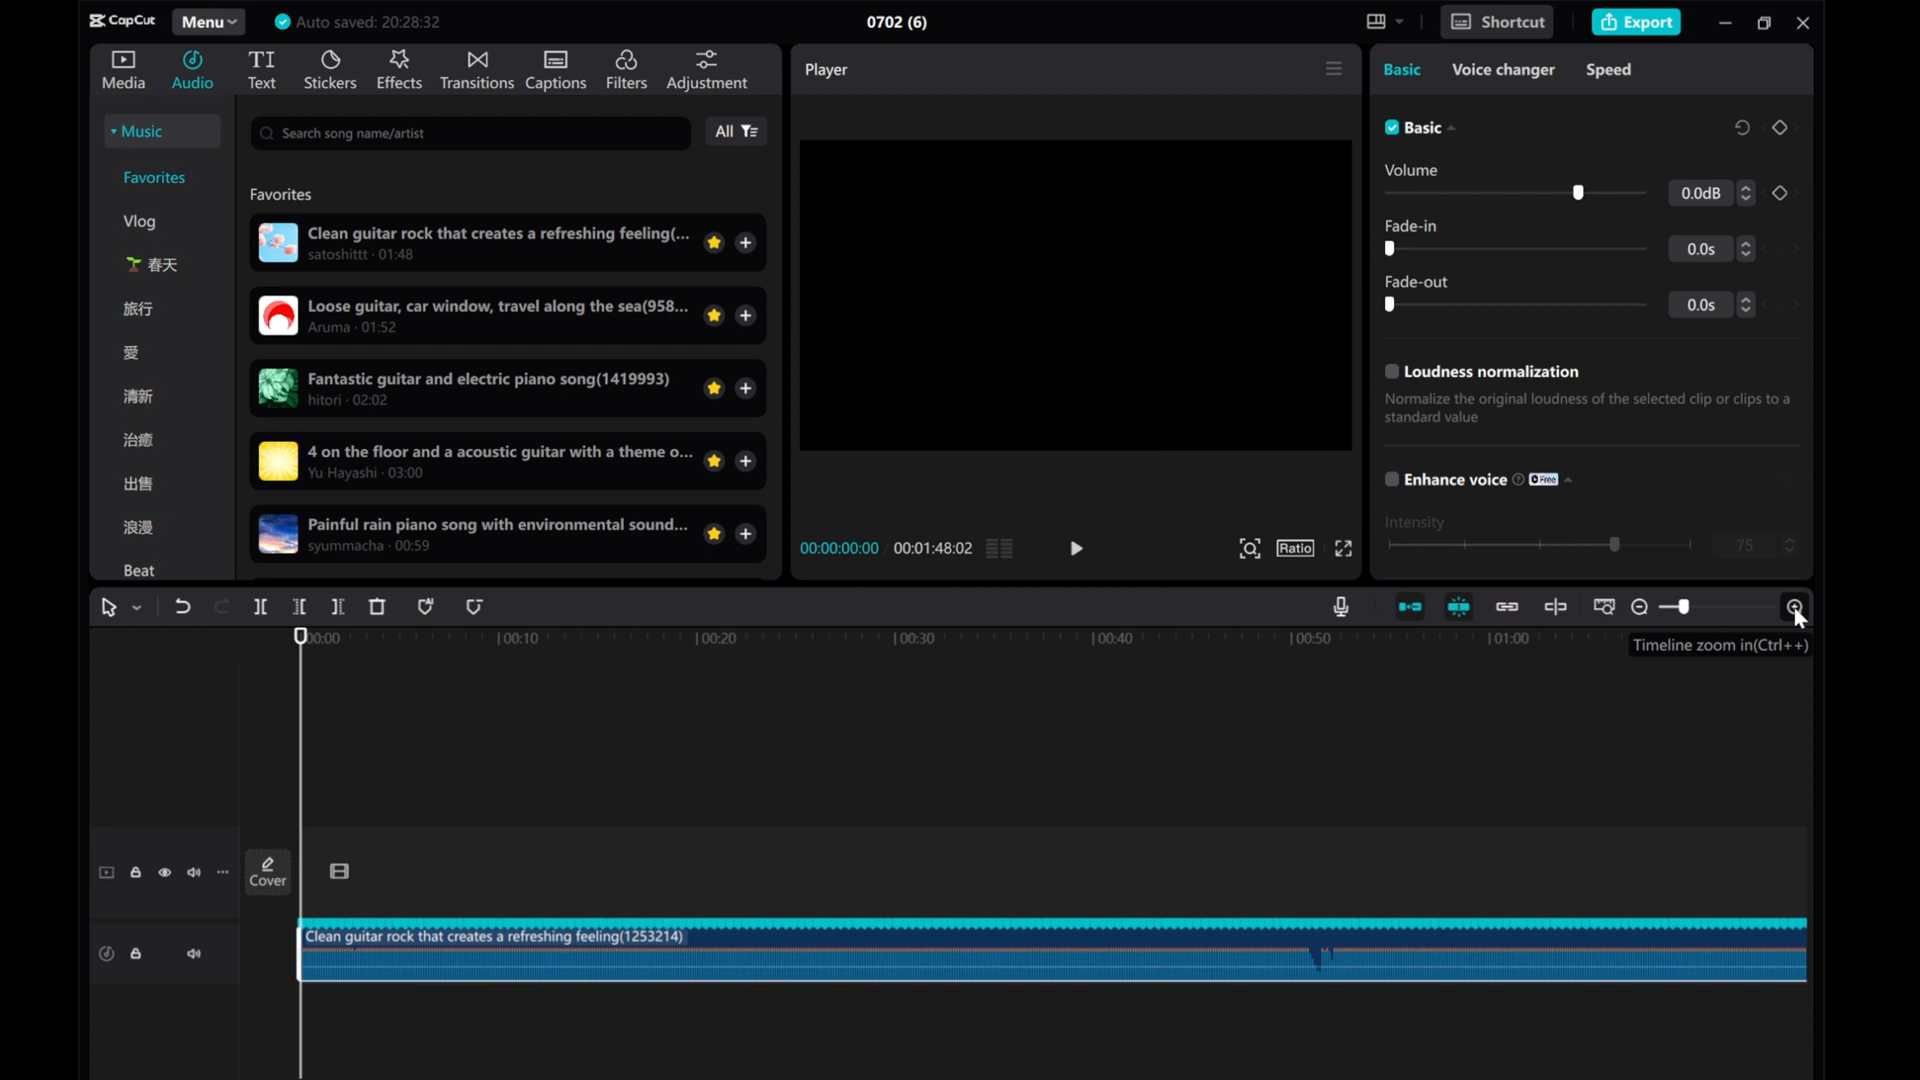 CapCut
Menu
Auto saved: 20:28:32
0702 (6)
Shortcut
Export
Media
Audio
TI
Text
Stickers
Effects
Transitions
Captions
Filters
Adjustment
Player
Basic
Voice changer
Speed
Music
Search song name/artist
All
Favorites
Vlog
春天
旅行
愛
清新
治癒
出售
浪漫
Beat
Favorites
Clean guitar rock that creates a refreshing feeling(...
satoshittt · 01:48
Loose guitar, car window, travel along the sea(958...
Aruma · 01:52
Fantastic guitar and electric piano song(1419993)
hitori · 02:02
4 on the floor and a acoustic guitar with a theme o...
Yu Hayashi · 03:00
Painful rain piano song with environmental sound...
syummacha · 00:59
00:00:00:00
00:01:48:02
Ratio
Basic
Volume
0.0dB
Fade-in
0.0s
Fade-out
0.0s
Loudness normalization
Normalize the original loudness of the selected clip or clips to a
standard value
Enhance voice
Free
Intensity
75
00:00
00:10
00:20
00:30
00:40
00:50
01:00
Timeline zoom in(Ctrl++)
Cover
Clean guitar rock that creates a refreshing feeling(1253214)